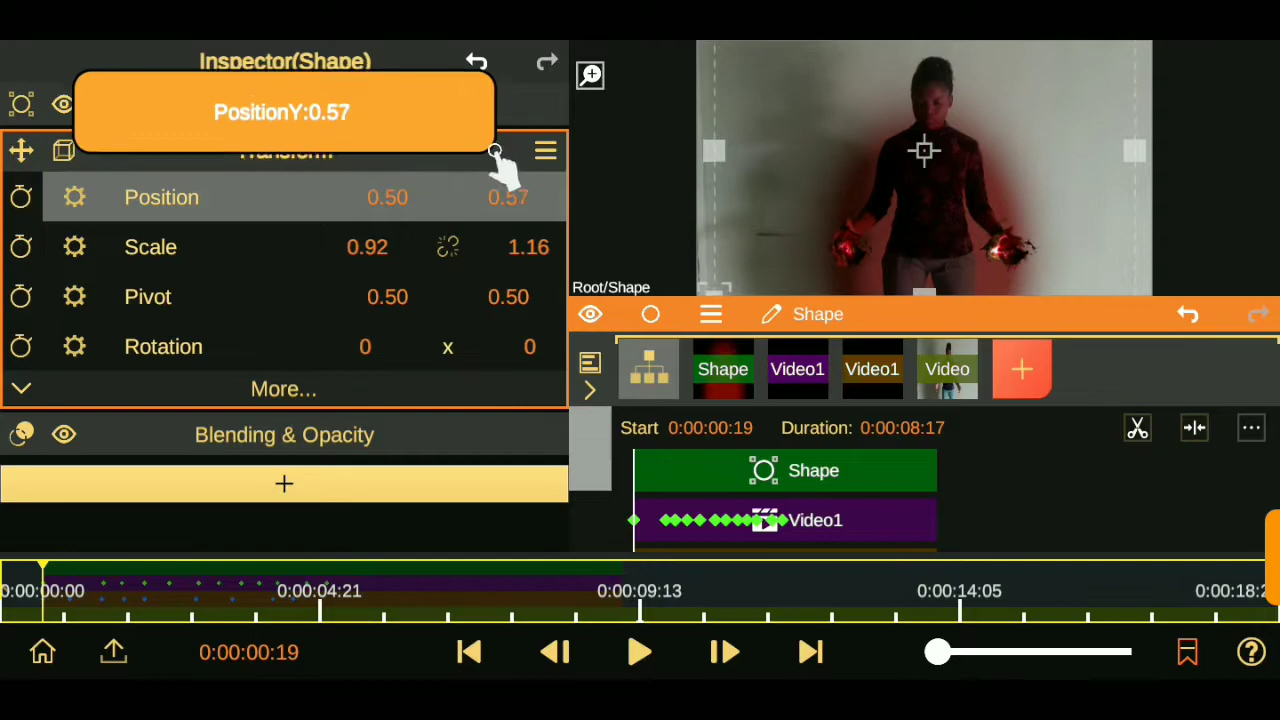 Inspector(Shape)
PositionY:0.57
Position 0.50 0.57
Scale 0.92 1.16
Pivot 0.50 0.50
Rotation 0 x 0
More...
Blending & Opacity
+
Root/Shape
Shape
Shape Video1 Video1 Video +
Start 0:00:00:19 Duration: 0:00:08:17
Shape
Video1
0:00:00:00 0:00:04:21 0:00:09:13 0:00:14:05
0:00:00:19
?